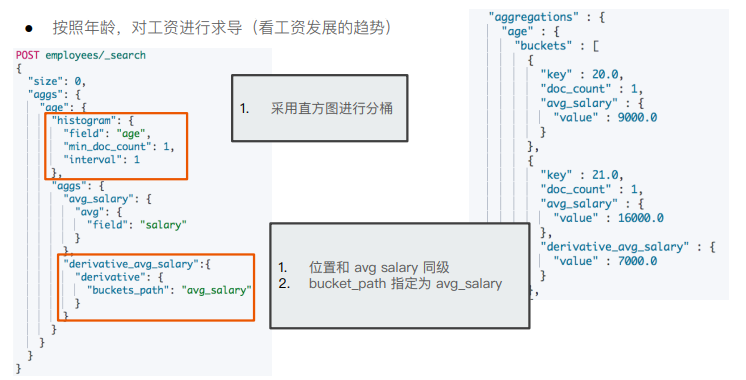 ● 按照年龄，对工资进行求导（看工资发展的趋势）
POST employees/_search
{
  "size": 0,
  "aggs": {
    "age": {
      "histogram": {
        "field": "age",
        "min_doc_count": 1,
        "interval": 1
      },
      "aggs": {
        "avg_salary": {
          "avg": {
            "field": "salary"
          }
        },
        "derivative_avg_salary":{
          "derivative": {
            "buckets_path": "avg_salary"
          }
        }
      }
    }
  }
}
1. 采用直方图进行分桶
1. 位置和 avg salary 同级
2. bucket_path 指定为 avg_salary
"aggregations" : {
  "age" : {
    "buckets" : [
      {
        "key" : 20.0,
        "doc_count" : 1,
        "avg_salary" : {
          "value" : 9000.0
        }
      },
      {
        "key" : 21.0,
        "doc_count" : 1,
        "avg_salary" : {
          "value" : 16000.0
        },
        "derivative_avg_salary" : {
          "value" : 7000.0
        }
      },